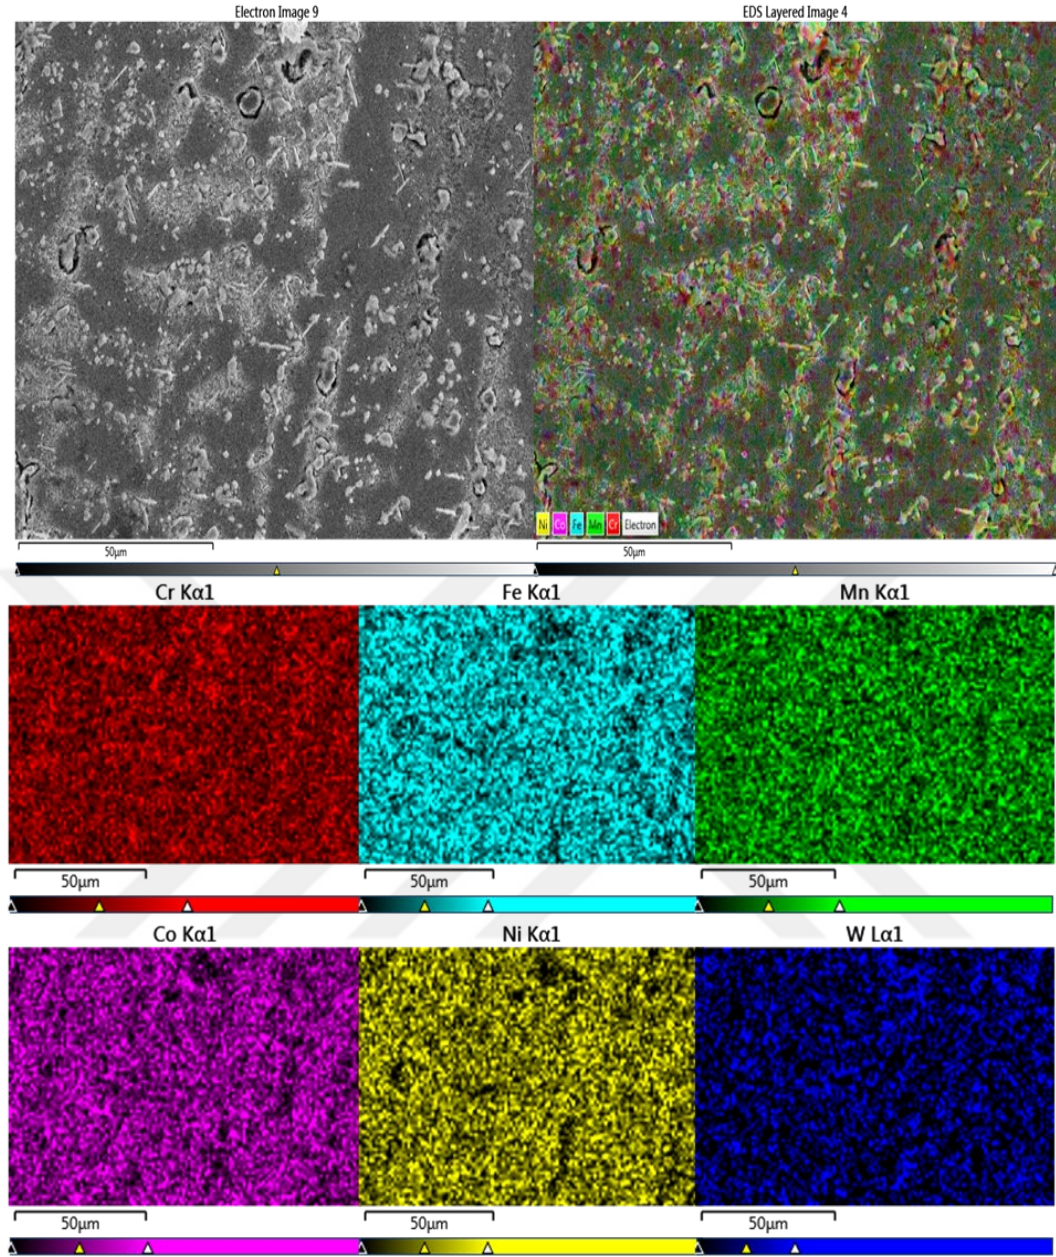 Electron Image 9
EDS Layered Image 4
Ni Co Fe Mn Cr Electron
50μm
50μm
Cr Kα1
Fe Kα1
Mn Kα1
50μm
50μm
50μm
Co Kα1
Ni Kα1
W Lα1
50μm
50μm
50μm